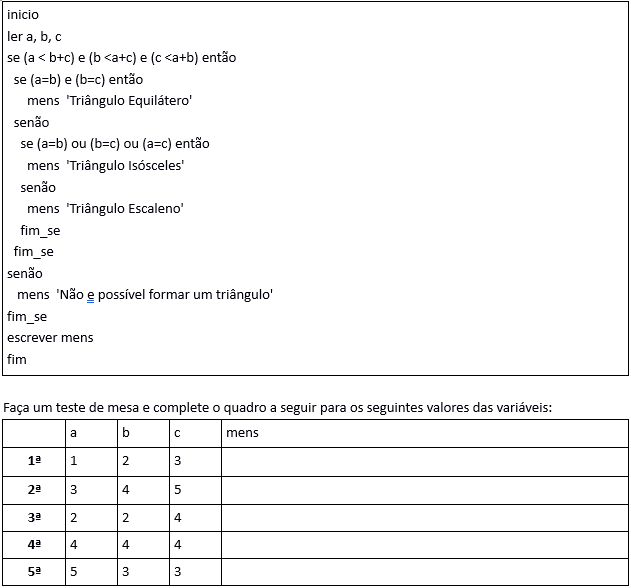 inicio
ler a, b, c
se (a < b+c) e (b <a+c) e (c <a+b) então
se (a=b) e (b=c) então
mens 'Triângulo Equilátero'
senão
se (a=b) ou (b=c) ou (a=c) então
mens 'Triângulo Isósceles'
senão
mens 'Triângulo Escaleno'
fim_se
fim_se
senão
mens 'Não e possível formar um triângulo'
fim_se
escrever mens
fim
Faça um teste de mesa e complete o quadro a seguir para os seguintes valores das variáveis:
a b c mens
1ª 1 2 3
2ª 3 4 5
3ª 2 2 4
4ª 4 4 4
5ª 5 3 3